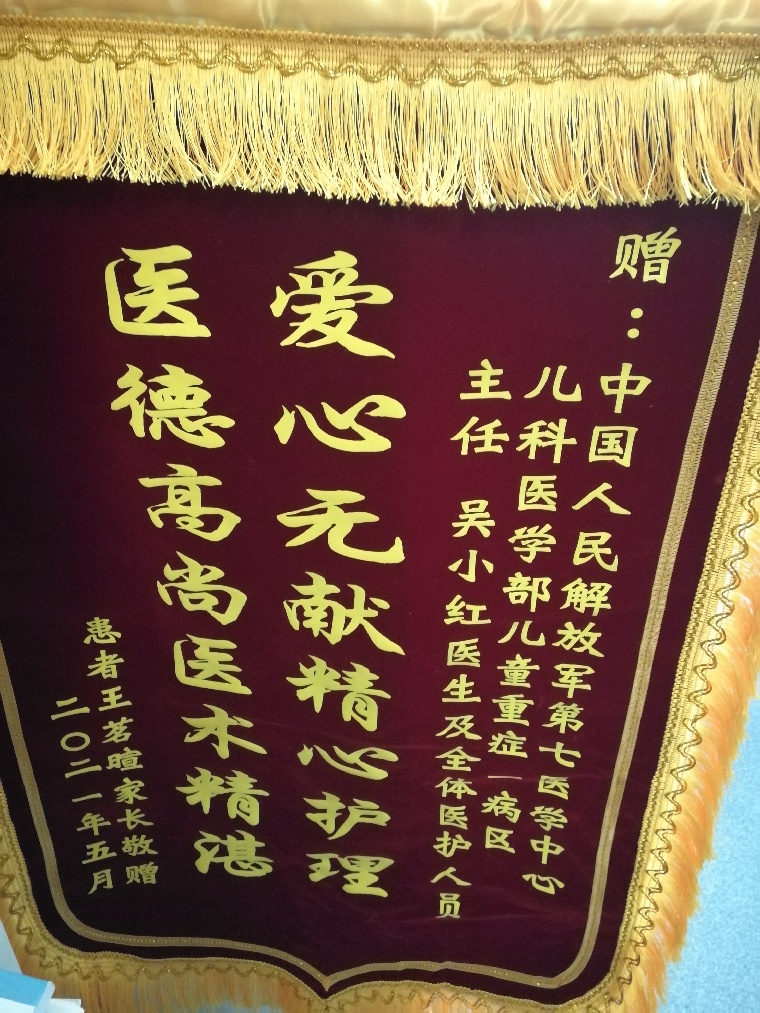 赠：中国人民解放军第七医学中心
儿科医学部儿童重症一病区
主任 吴小红医生及全体医护人员
爱心无献精心护理
医德高尚医术精湛
患者王茗暄家长敬赠
二〇二一年五月